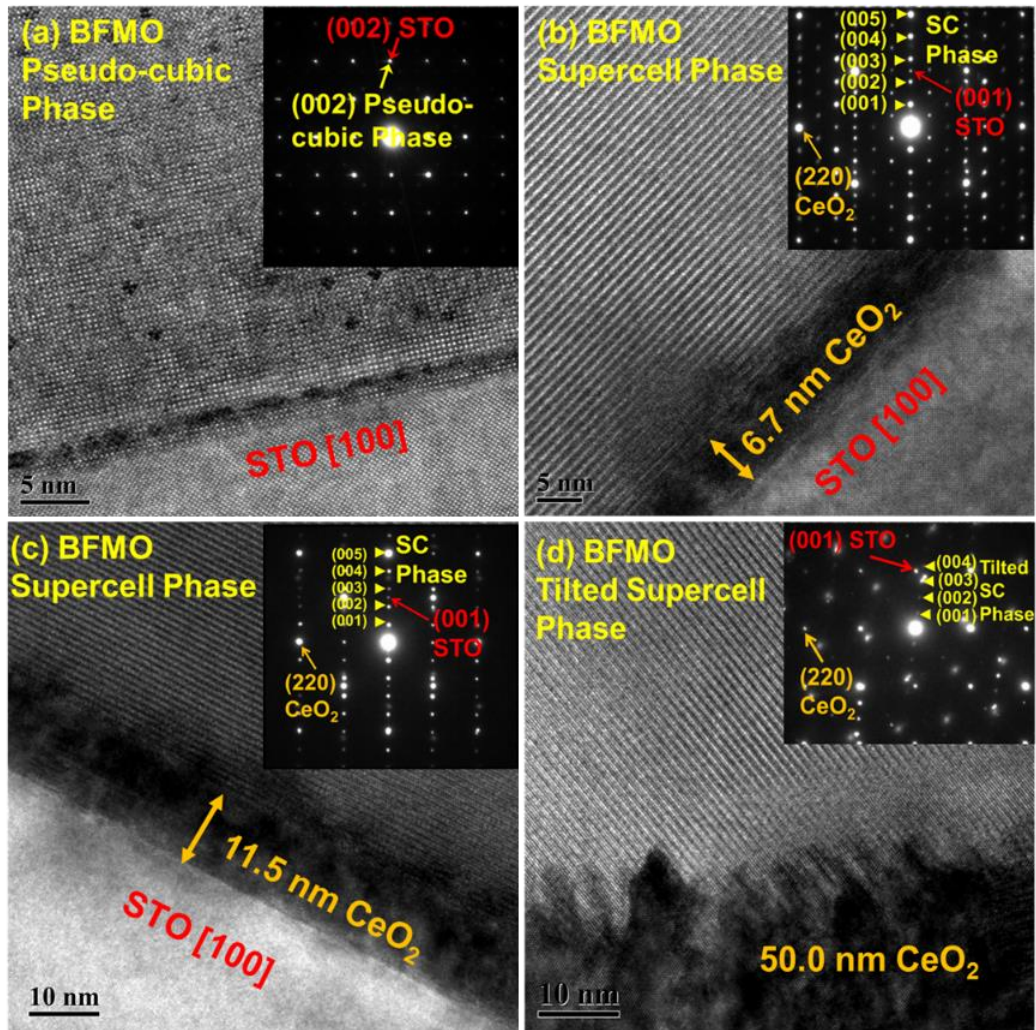 (a) BFMO
Pseudo-cubic
Phase
(002) STO
(002) Pseudo-
cubic Phase
STO [100]
5 nm
(b) BFMO
Supercell Phase
(005)
(004)
(003)
(002)
(001)
SC
Phase
(001)
STO
(220)
CeO₂
6.7 nm CeO₂
STO [100]
5 nm
(c) BFMO
Supercell Phase
(005)
(004)
(003)
(002)
(001)
SC
Phase
(001)
STO
(220)
CeO₂
11.5 nm CeO₂
STO [100]
10 nm
(d) BFMO
Tilted Supercell
Phase
(001) STO
(004) Tilted
(003)
(002) SC
(001) Phase
(220)
CeO₂
50.0 nm CeO₂
10 nm